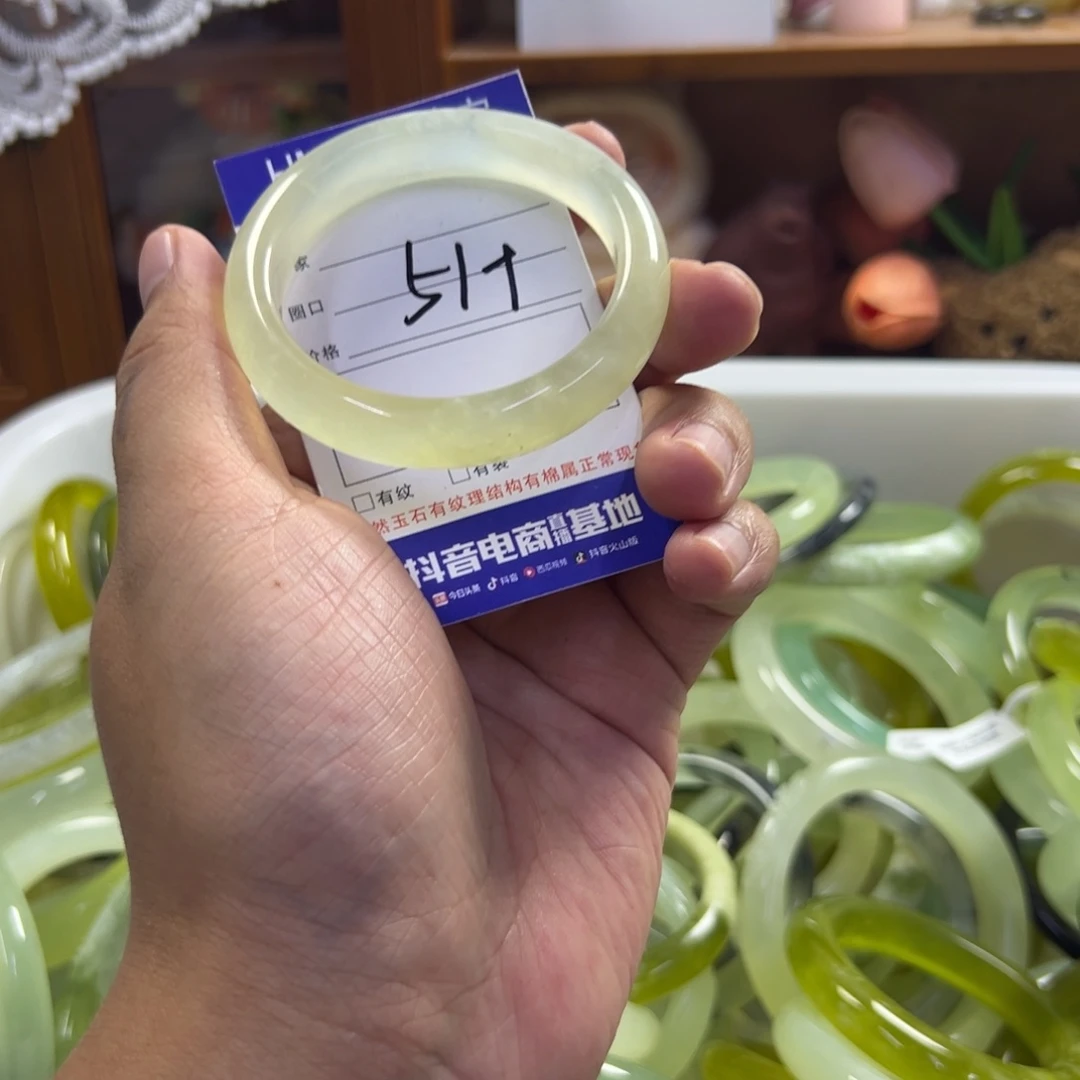 家
511
圈口
价格
□有纹 □有裂
然玉石有纹理结构有棉属正常现
抖音电商直播基地
今日头条 抖音 西瓜视频 抖音火山版